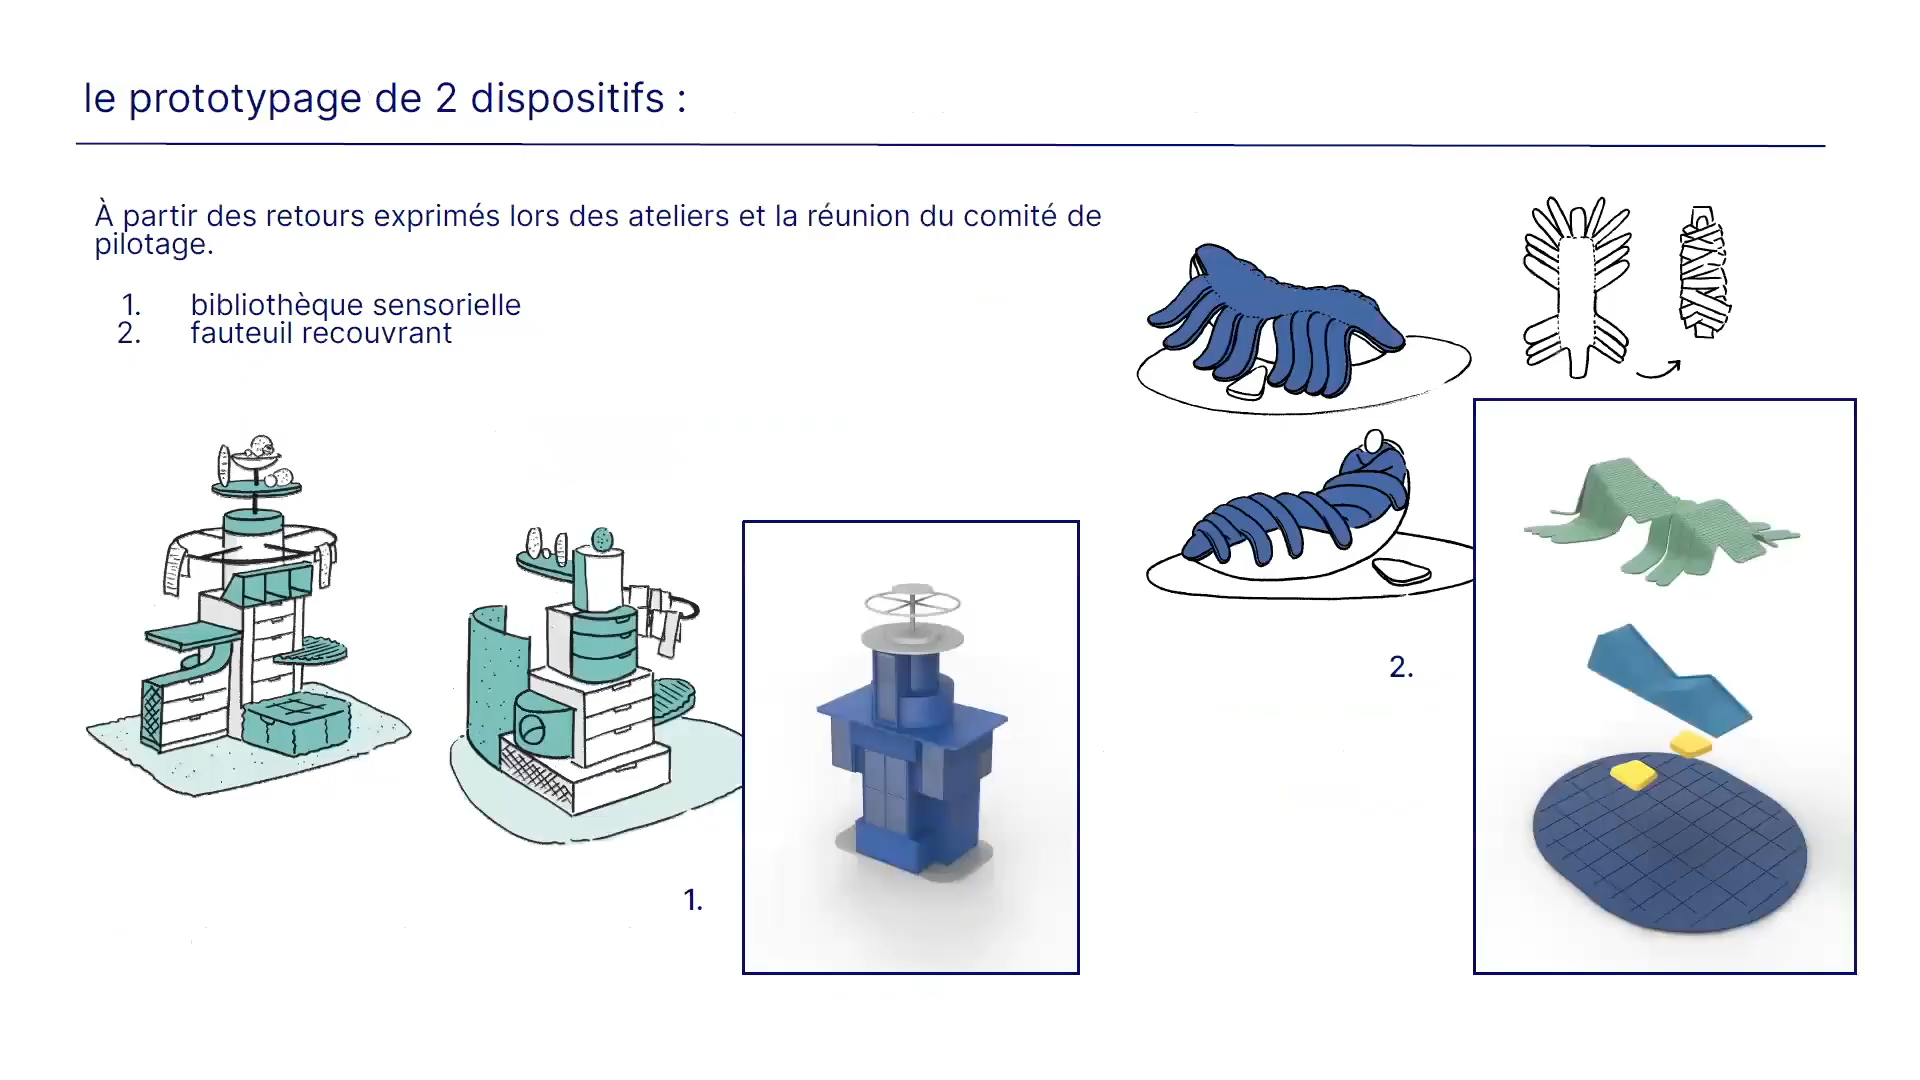 le prototypage de 2 dispositifs :
À partir des retours exprimés lors des ateliers et la réunion du comité de
pilotage.
1. bibliothèque sensorielle
2. fauteuil recouvrant
2.
1.